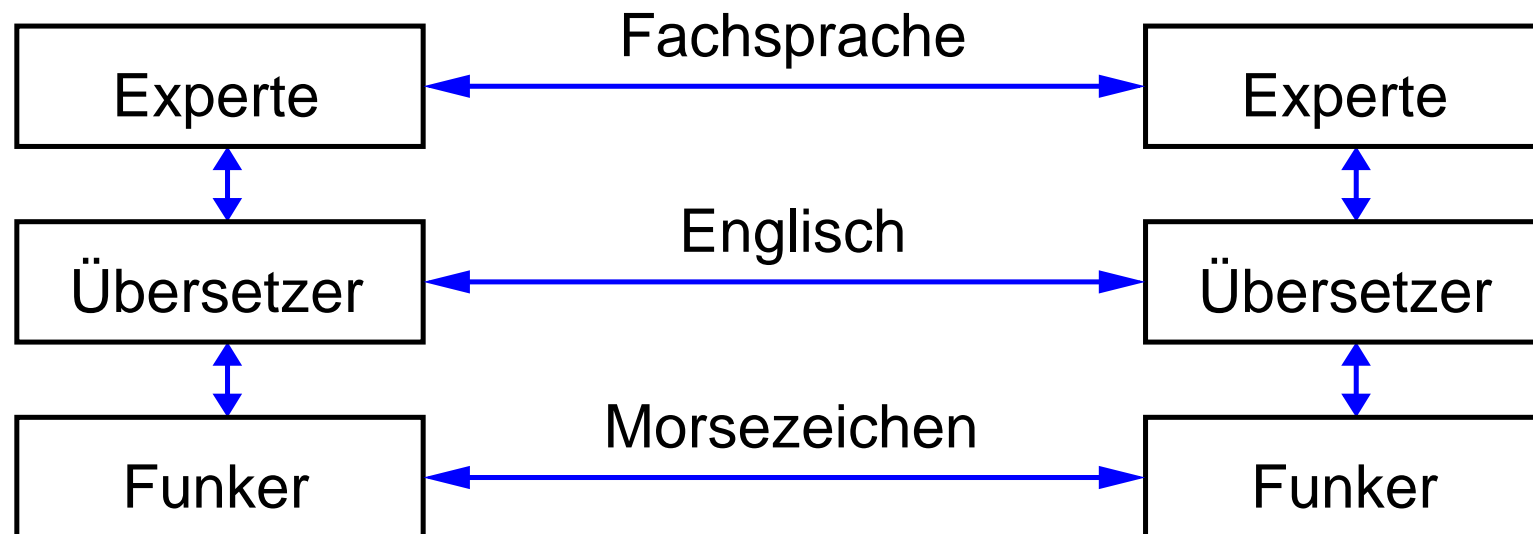 Fachsprache
Experte
Experte
Englisch
Übersetzer
Übersetzer
Morsezeichen
Funker
Funker